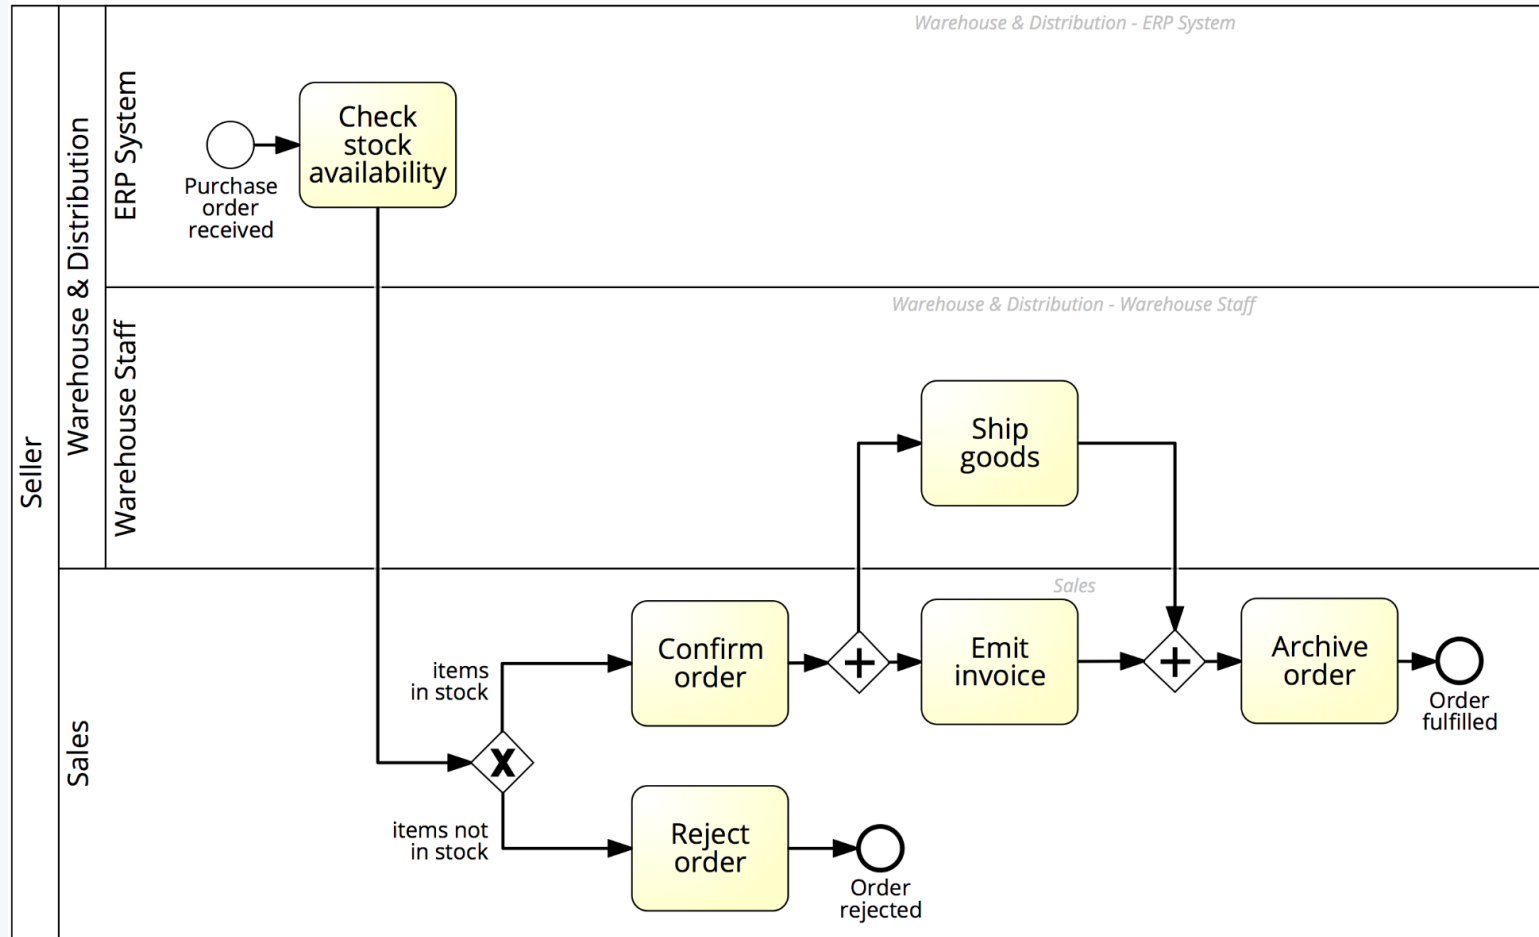 Seller
Warehouse & Distribution
ERP System
Warehouse & Distribution - ERP System
Purchase
order
received
Check
stock
availability
Warehouse Staff
Warehouse & Distribution - Warehouse Staff
Ship
goods
Sales
Sales
items
in stock
items not
in stock
X
Confirm
order
+
Emit
invoice
+
Archive
order
Order
fulfilled
Reject
order
Order
rejected